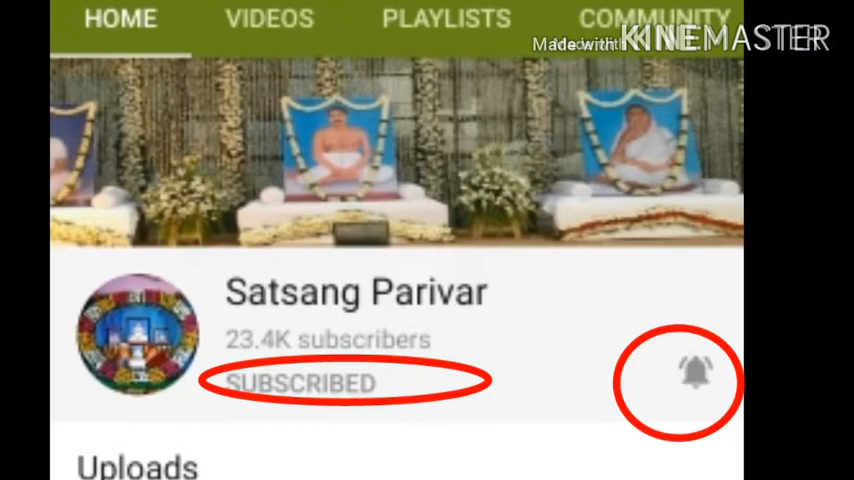 HOME VIDEOS PLAYLISTS COMMUNITY
Made with KINEMASTER
Satsang Parivar
23.4K subscribers
SUBSCRIBED
Uploads